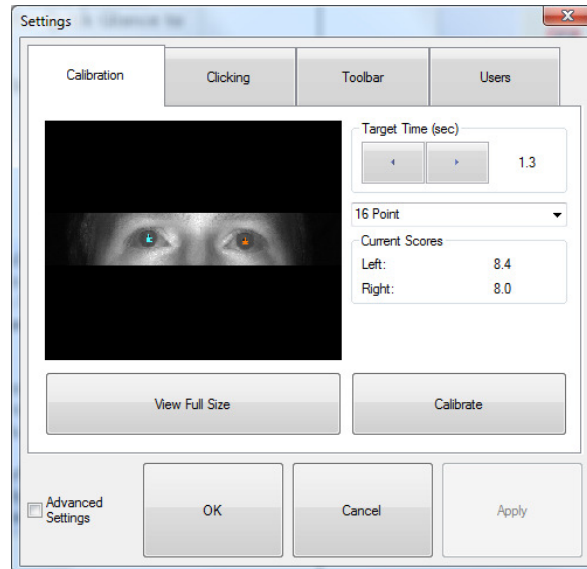 Settings
Calibration
Clicking
Toolbar
Users
Target Time (sec)
1.3
16 Point
Current Scores
Left: 8.4
Right: 8.0
View Full Size
Calibrate
Advanced
Settings
OK
Cancel
Apply